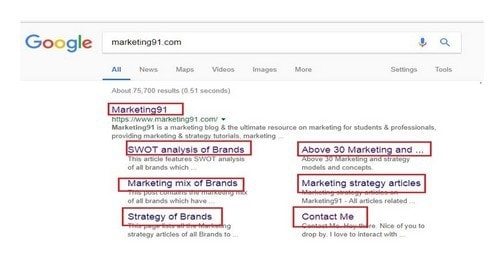 Google
marketing91.com
All News Maps Videos Images More Settings Tools
About 75,700 results (0.51 seconds)
Marketing91
https://www.marketing91.com/
Marketing91 is a marketing blog & the ultimate resource on marketing for students & professionals,
providing marketing & strategy tutorials, marketing ...
SWOT analysis of Brands
This article features SWOT analysis
of all brands which ...
Above 30 Marketing and ...
Above 30 Marketing and strategy
models and concepts.
Marketing mix of Brands
This post contains the marketing mix
of all brands which have ...
Marketing strategy articles
Marketing strategy articles on
Marketing91 - All articles related ...
Strategy of Brands
This page lists all the Marketing
strategy articles of all Brands to ...
Contact Me
Contact Me. Hey there. Nice of you to
drop by. I love to interact with ...